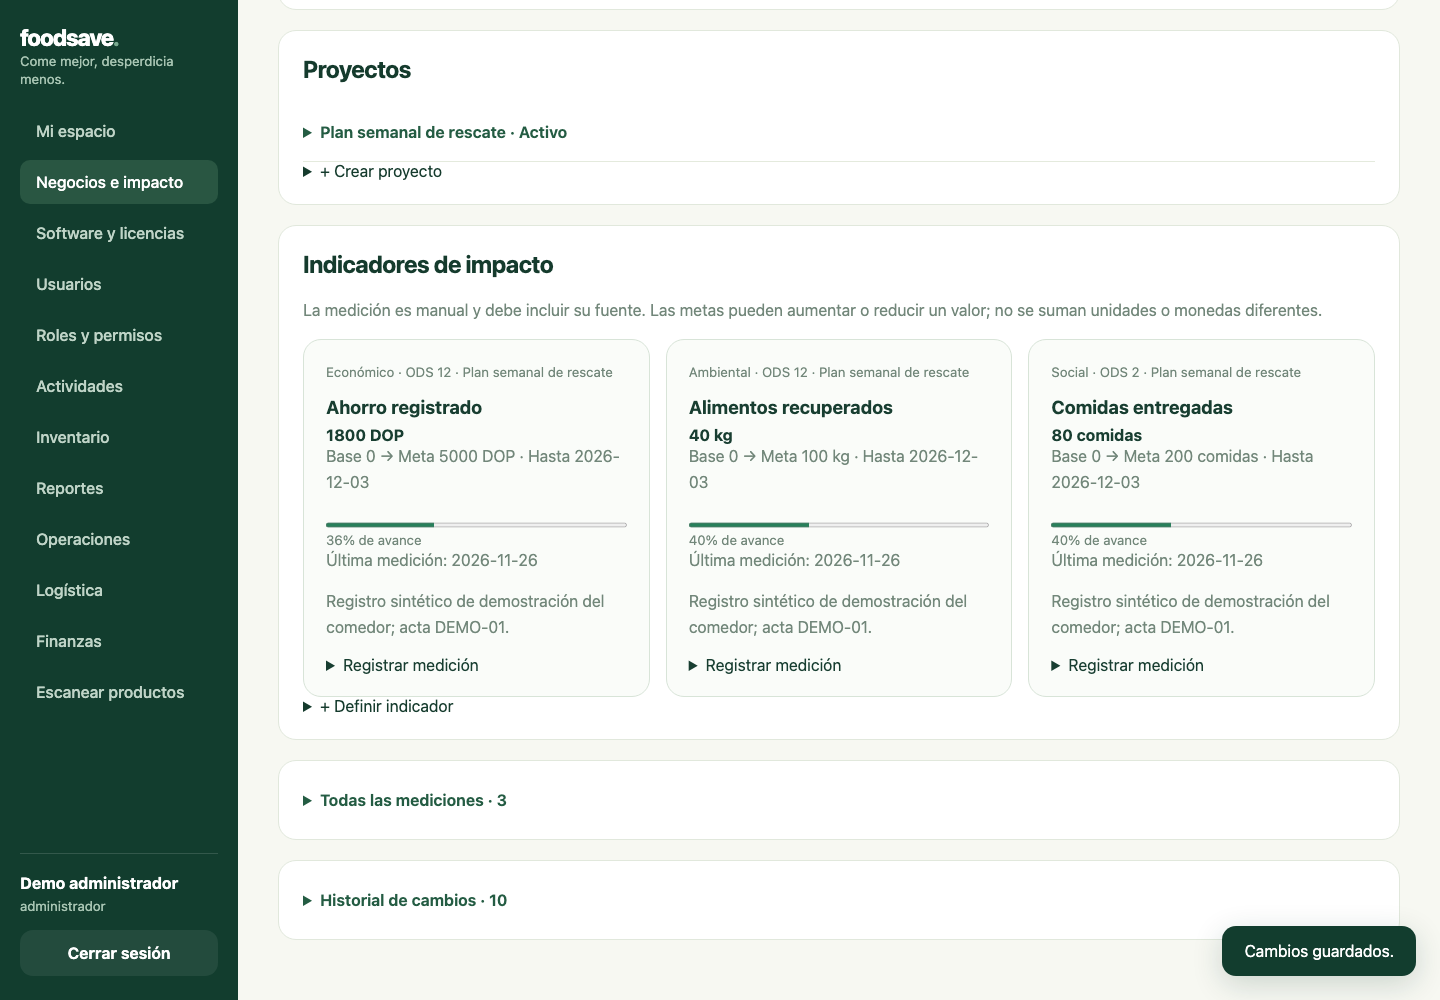 foodsave.
Come mejor, desperdicia
menos.
Mi espacio
Negocios e impacto
Software y licencias
Usuarios
Roles y permisos
Actividades
Inventario
Reportes
Operaciones
Logística
Finanzas
Escanear productos
Demo administrador
administrador
Cerrar sesión
Proyectos
Plan semanal de rescate · Activo
+ Crear proyecto
Indicadores de impacto
La medición es manual y debe incluir su fuente. Las metas pueden aumentar o reducir un valor; no se suman unidades o monedas diferentes.
Económico · ODS 12 · Plan semanal de rescate
Ahorro registrado
1800 DOP
Base 0 → Meta 5000 DOP · Hasta 2026-
12-03
36% de avance
Última medición: 2026-11-26
Registro sintético de demostración del
comedor; acta DEMO-01.
Registrar medición
Ambiental · ODS 12 · Plan semanal de rescate
Alimentos recuperados
40 kg
Base 0 → Meta 100 kg · Hasta 2026-12-
03
40% de avance
Última medición: 2026-11-26
Registro sintético de demostración del
comedor; acta DEMO-01.
Registrar medición
Social · ODS 2 · Plan semanal de rescate
Comidas entregadas
80 comidas
Base 0 → Meta 200 comidas · Hasta
2026-12-03
40% de avance
Última medición: 2026-11-26
Registro sintético de demostración del
comedor; acta DEMO-01.
Registrar medición
+ Definir indicador
Todas las mediciones · 3
Historial de cambios · 10
Cambios guardados.